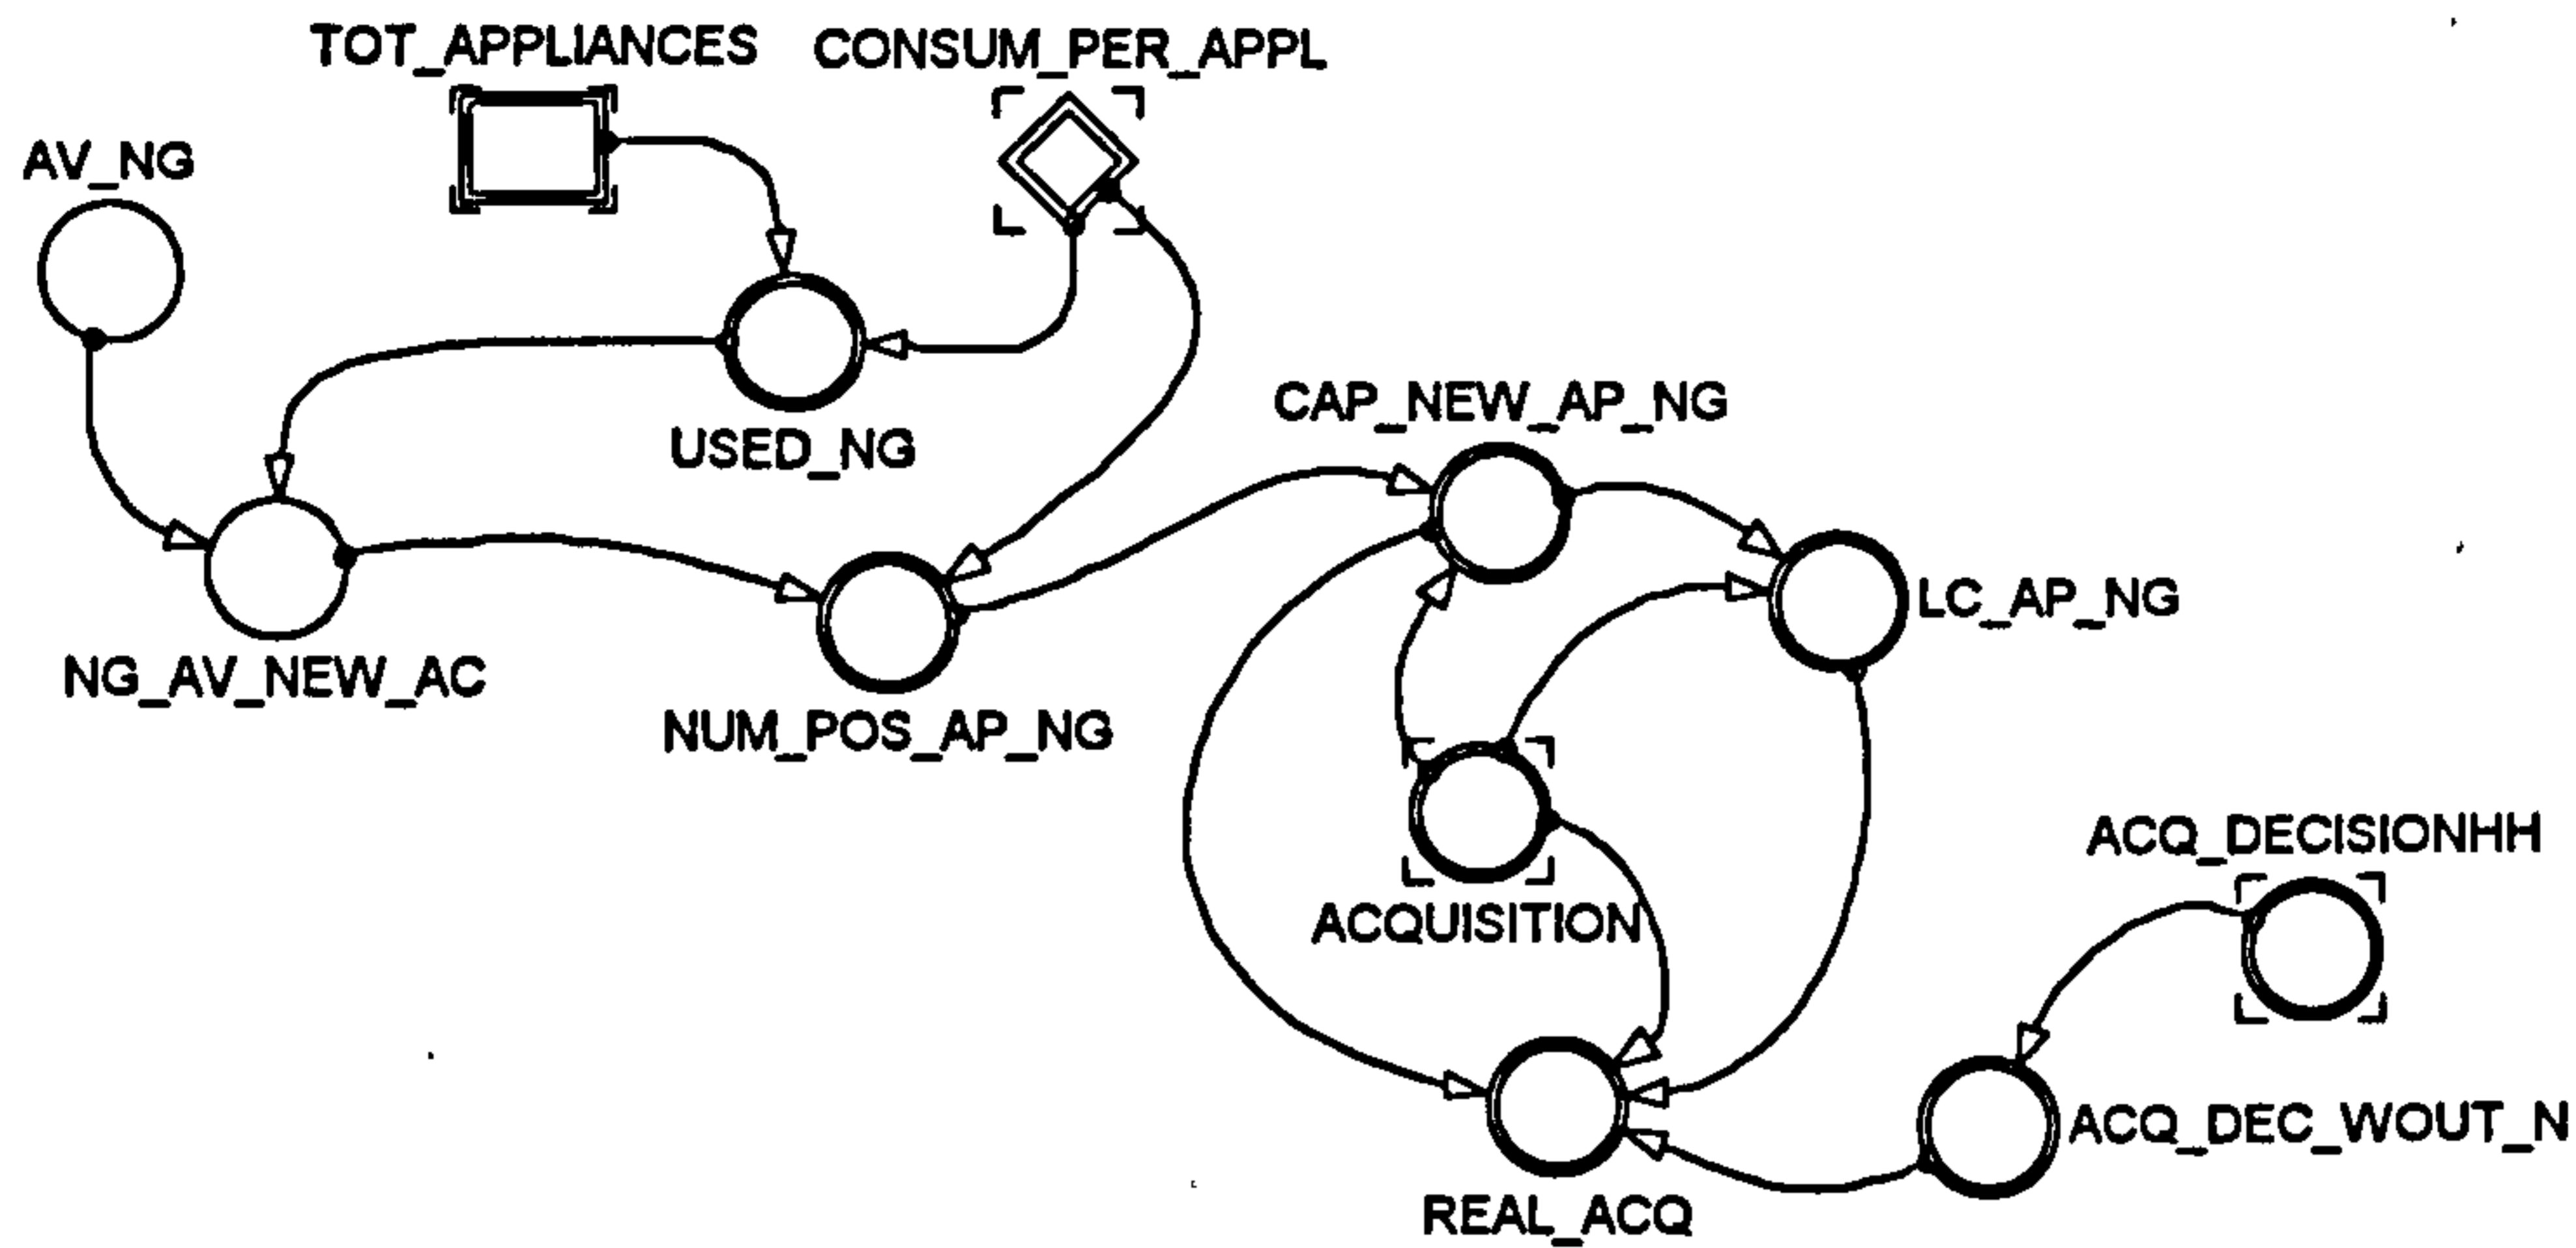 TOT_APPLIANCES
CONSUM_PER_APPL
AV_NG
USED_NG
CAP_NEW_AP_NG
LC_AP_NG
NG_AV_NEW_AC
NUM_POS_AP_NG
ACQUISITION
ACQ_DECISIONHH
ACQ_DEC_WOUT_N
REAL_ACQ